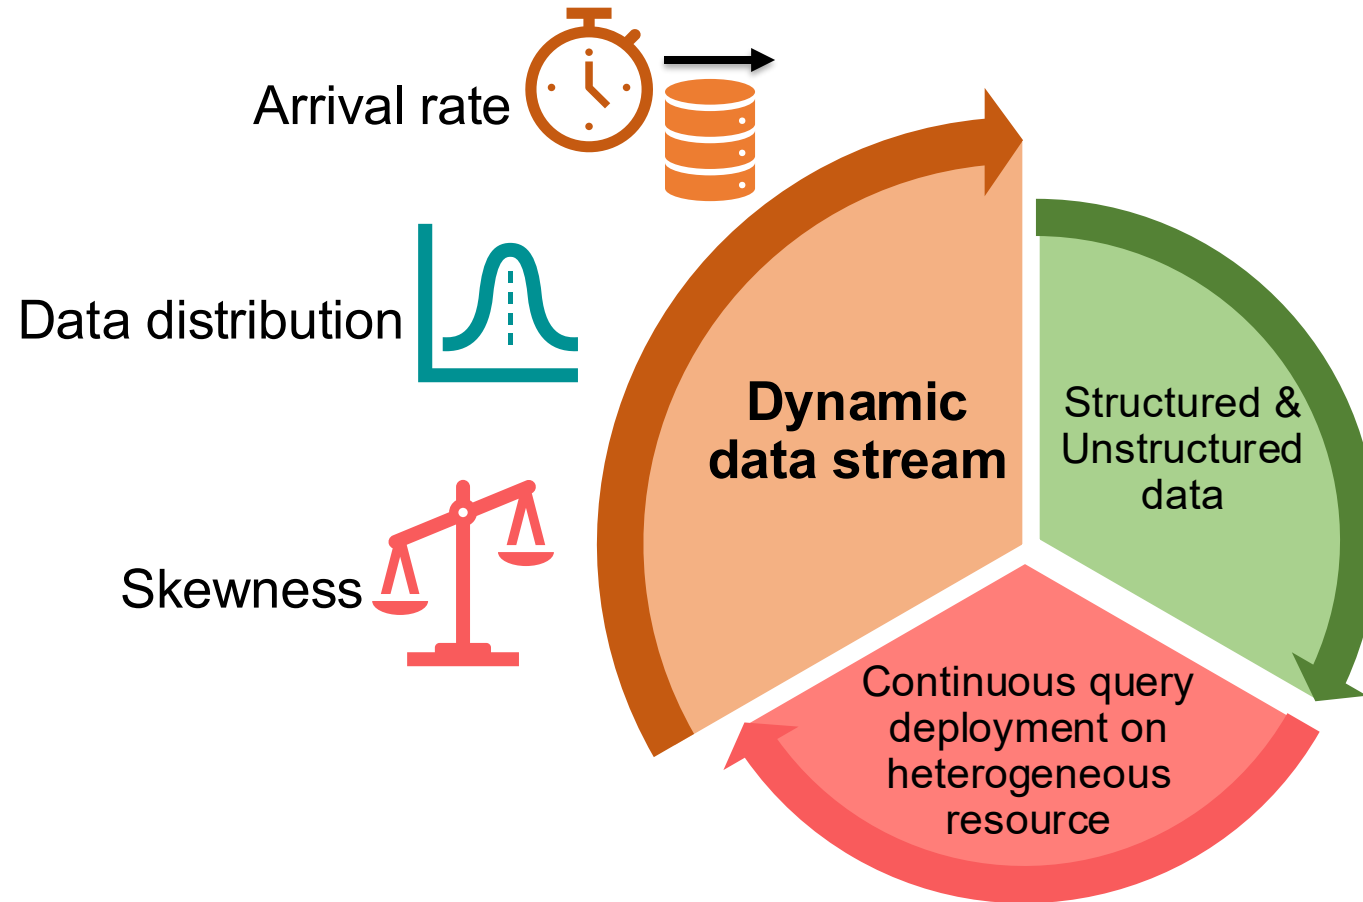 Arrival rate
Data distribution
Skewness
Dynamic
data stream
Structured &
Unstructured
data
Continuous query
deployment on
heterogeneous
resource